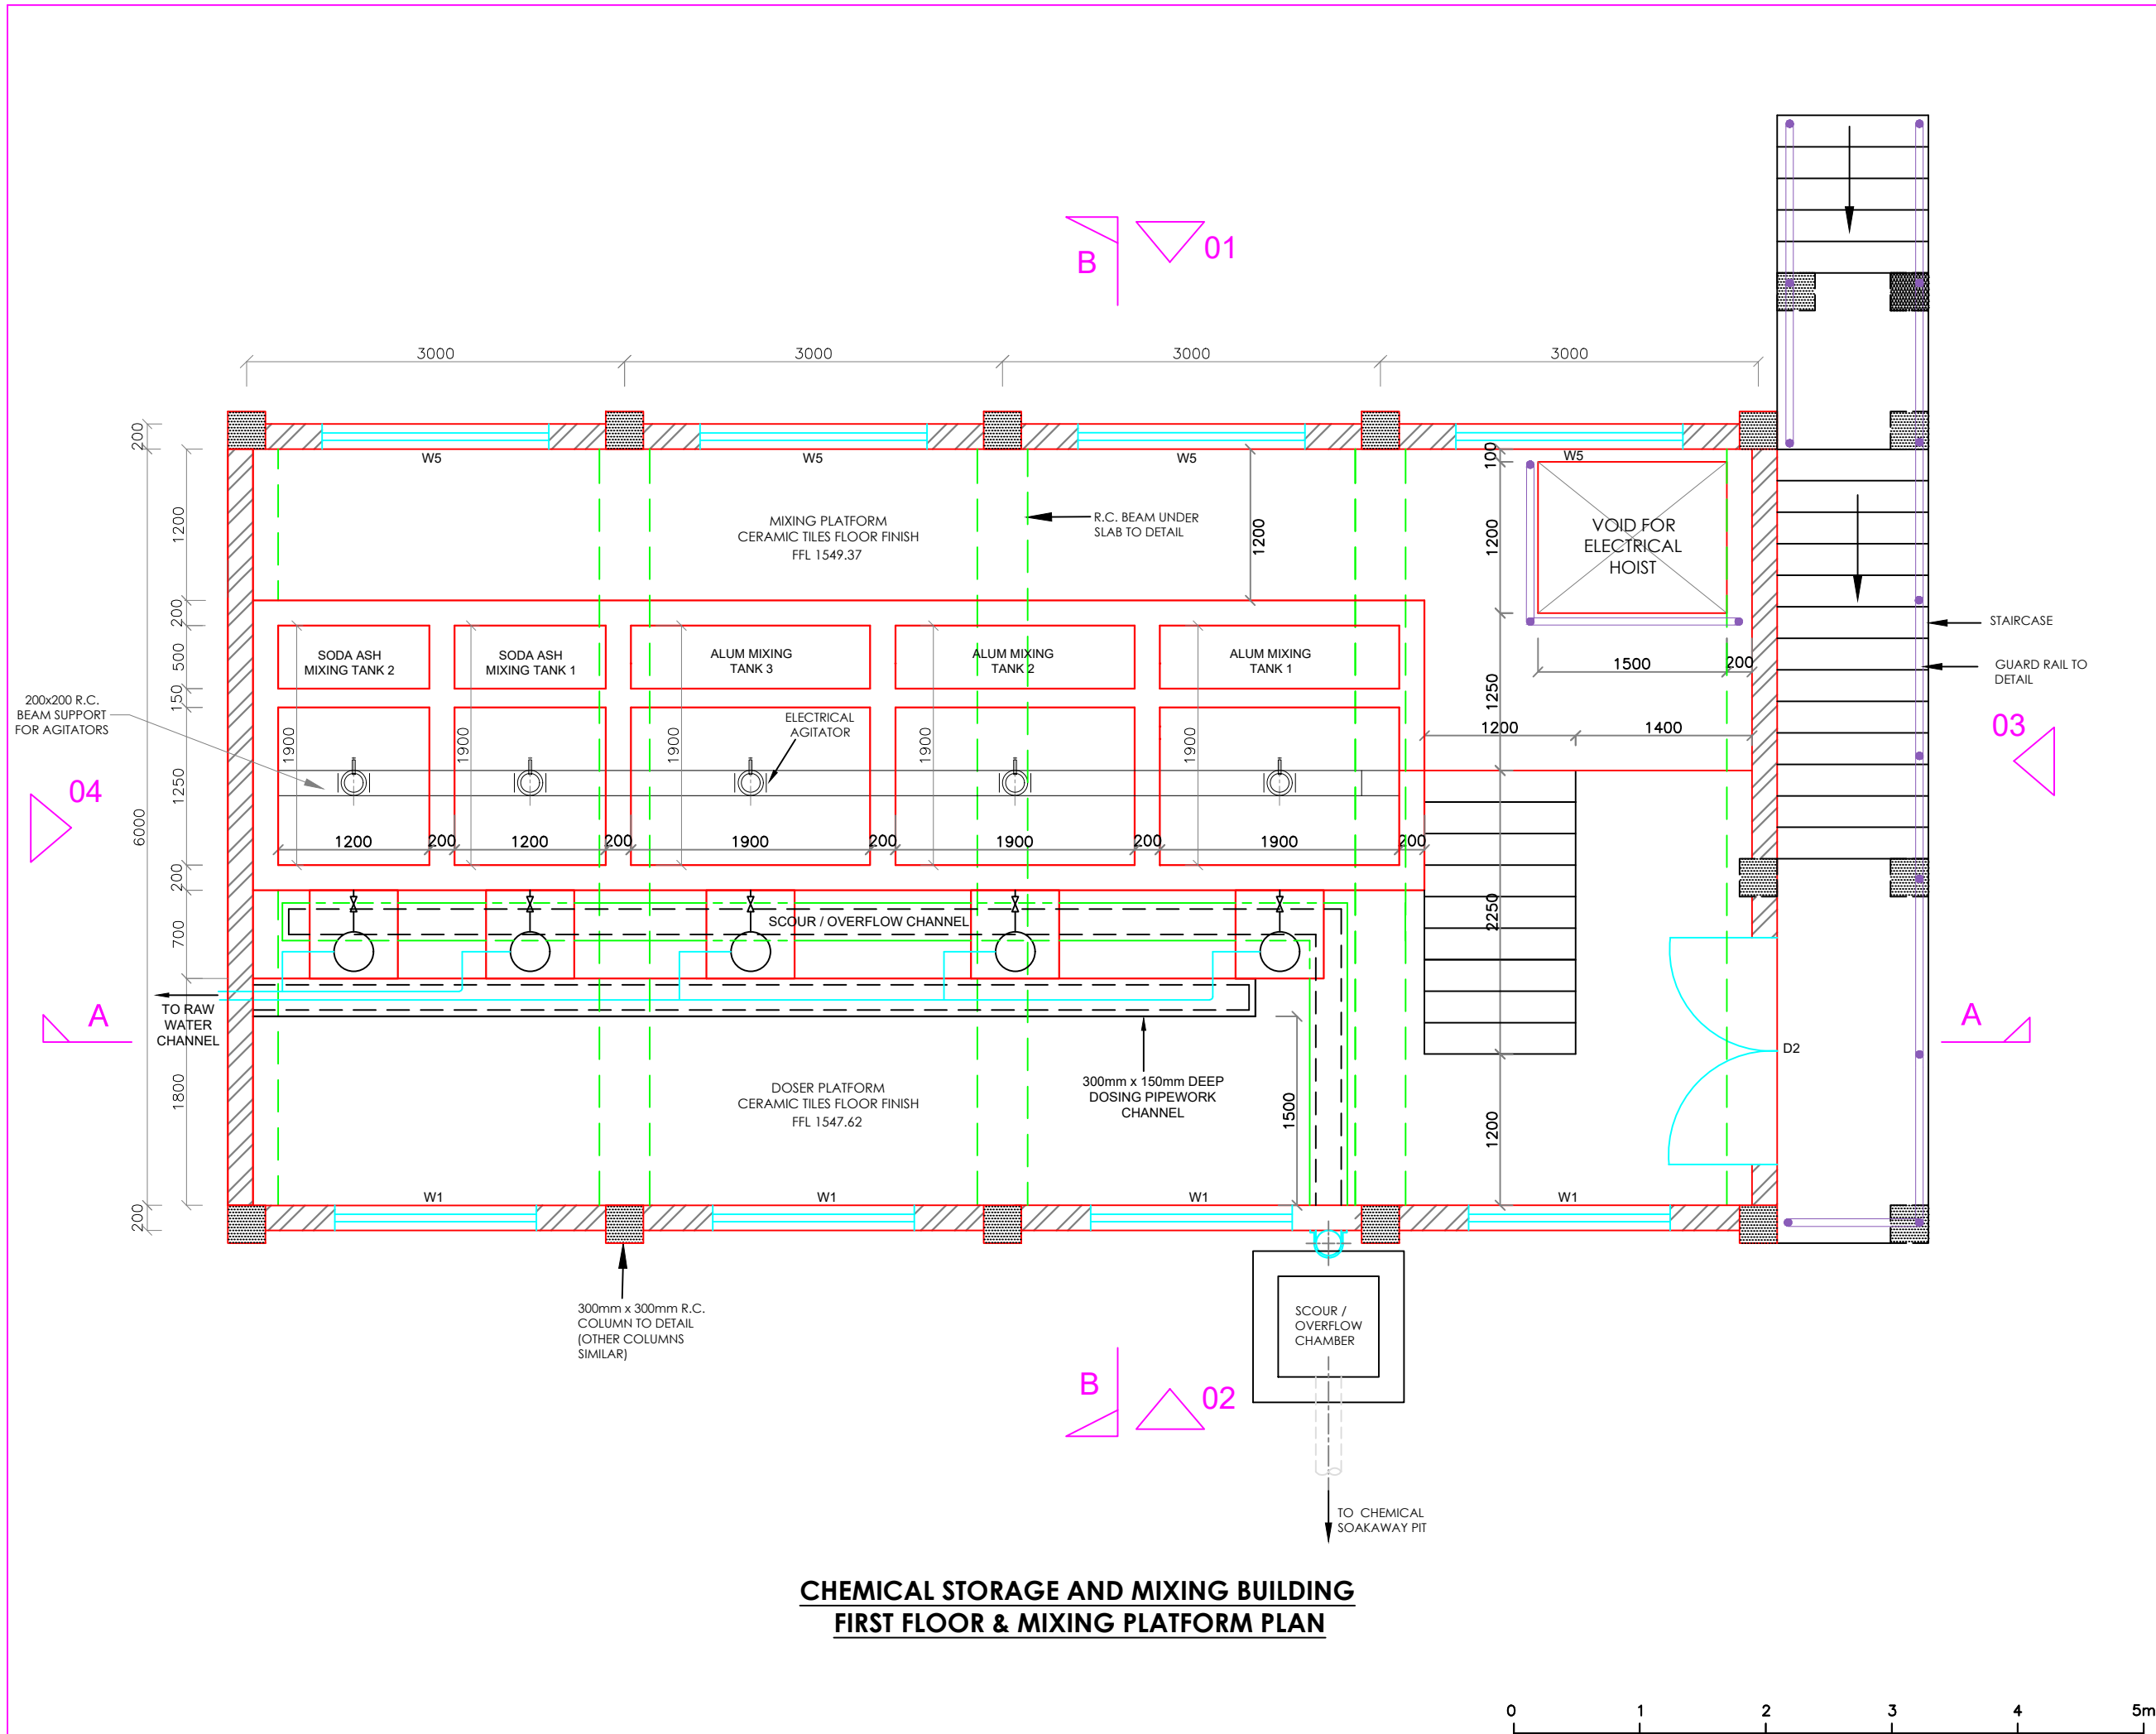 B
01
3000
3000
3000
3000
200
W5
W5
W5
W5
100
1200
MIXING PLATFORM
CERAMIC TILES FLOOR FINISH
FFL 1549.37
R.C. BEAM UNDER
SLAB TO DETAIL
1200
1200
VOID FOR
ELECTRICAL
HOIST
STAIRCASE
200
500
SODA ASH
MIXING TANK 2
SODA ASH
MIXING TANK 1
ALUM MIXING
TANK 3
ALUM MIXING
TANK 2
ALUM MIXING
TANK 1
1500
200
GUARD RAIL TO
DETAIL
200x200 R.C.
BEAM SUPPORT
FOR AGITATORS
150
1250
ELECTRICAL
AGITATOR
1900
1900
1900
1900
1900
1200
1400
03
04
6000
1250
1200
200
1200
200
1900
200
1900
200
1900
200
200
700
SCOUR / OVERFLOW CHANNEL
2250
A
TO RAW
WATER
CHANNEL
A
D2
1800
DOSER PLATFORM
CERAMIC TILES FLOOR FINISH
FFL 1547.62
300mm x 150mm DEEP
DOSING PIPEWORK
CHANNEL
1500
1200
W1
W1
W1
W1
200
300mm x 300mm R.C.
COLUMN TO DETAIL
(OTHER COLUMNS
SIMILAR)
SCOUR /
OVERFLOW
CHAMBER
B
02
TO CHEMICAL
SOAKAWAY PIT
CHEMICAL STORAGE AND MIXING BUILDING
FIRST FLOOR & MIXING PLATFORM PLAN
0 1 2 3 4 5m